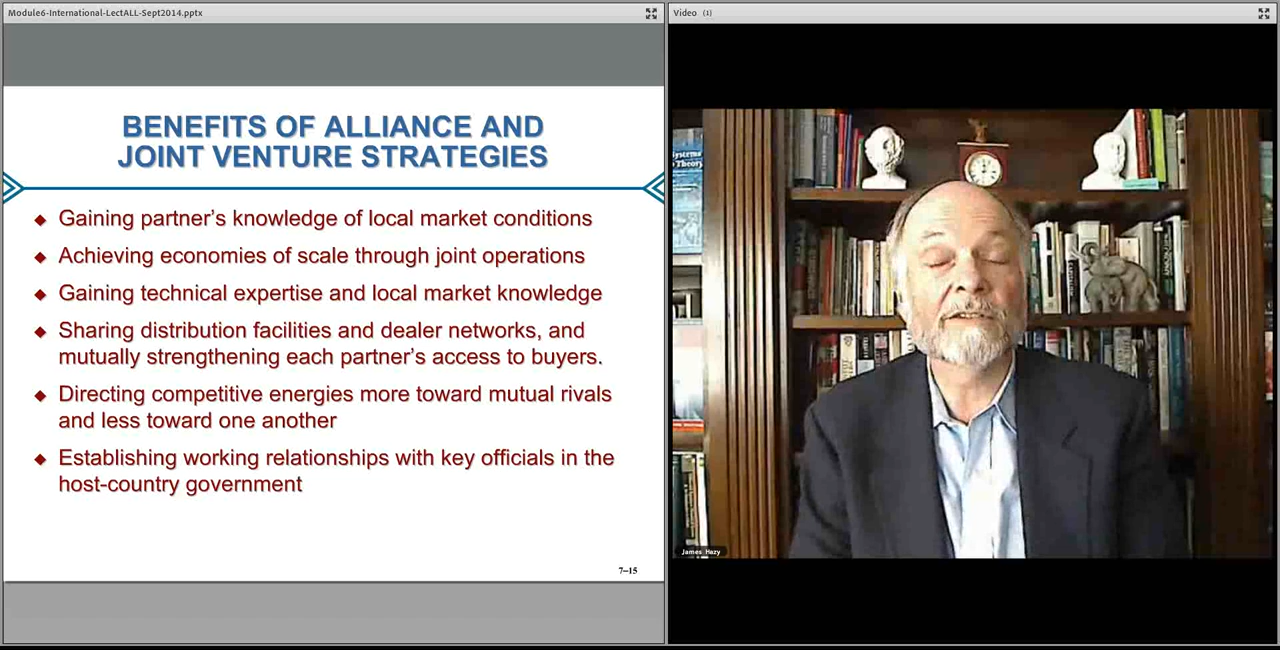 Module6-International-LectALL-Sept2014.pptx
Video (1)
BENEFITS OF ALLIANCE AND
JOINT VENTURE STRATEGIES
Gaining partner's knowledge of local market conditions
Achieving economies of scale through joint operations
Gaining technical expertise and local market knowledge
Sharing distribution facilities and dealer networks, and
mutually strengthening each partner's access to buyers.
Directing competitive energies more toward mutual rivals
and less toward one another
Establishing working relationships with key officials in the
host-country government
7–15
Systems
Theory
James Hazy